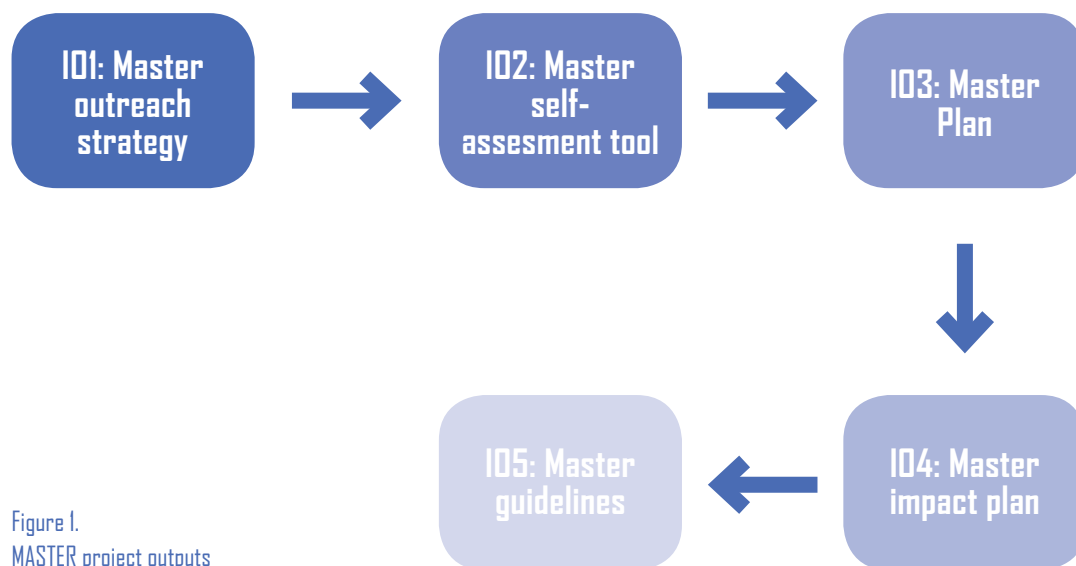 IO1: Master
outreach
strategy
IO2: Master
self-
assesment tool
IO3: Master
Plan
IO4: Master
impact plan
IO5: Master
guidelines
Figure 1.
MASTER project outputs